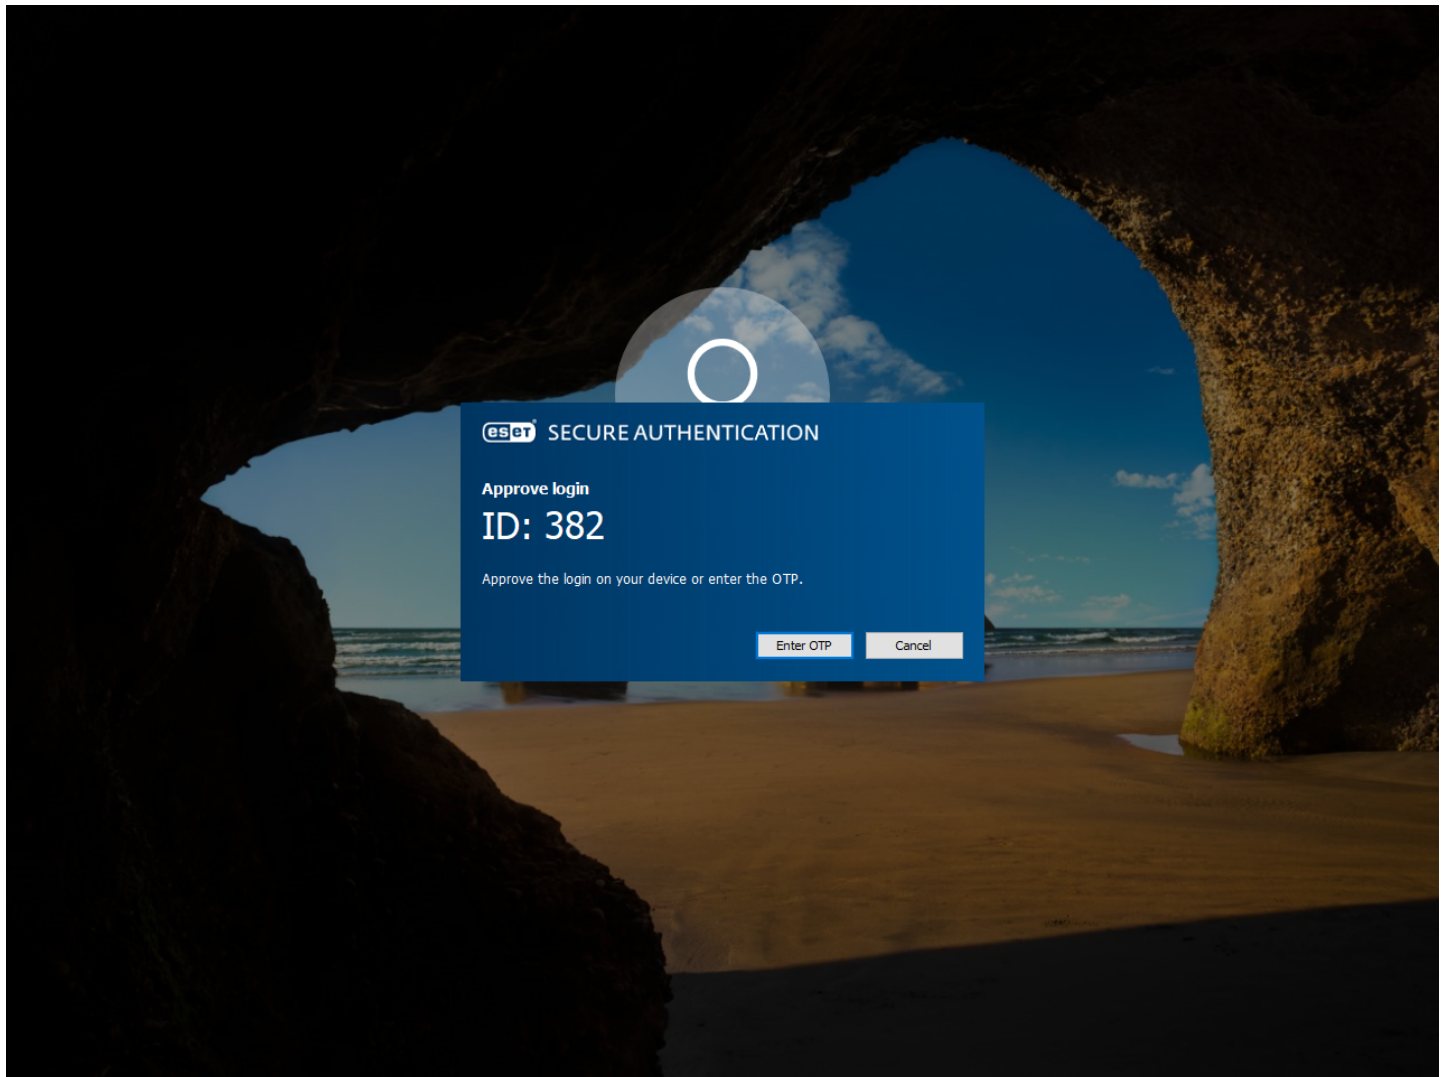 eset® SECURE AUTHENTICATION
Approve login
ID: 382
Approve the login on your device or enter the OTP.
Enter OTP Cancel